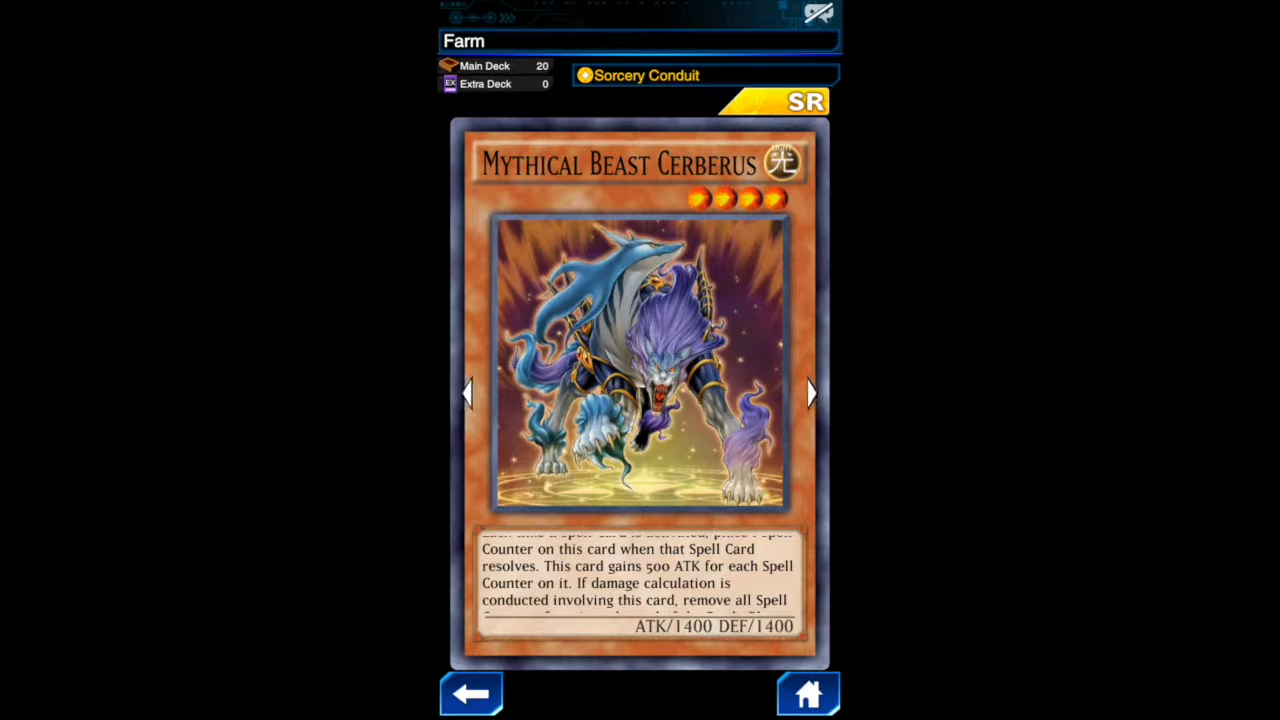 Farm
Main Deck 20
EX Extra Deck 0
Sorcery Conduit
SR
MYTHICAL BEAST CERBERUS
LIGHT
光
Counter on this card when that Spell Card
resolves. This card gains 500 ATK for each Spell
Counter on it. If damage calculation is
conducted involving this card, remove all Spell
ATK/1400 DEF/1400